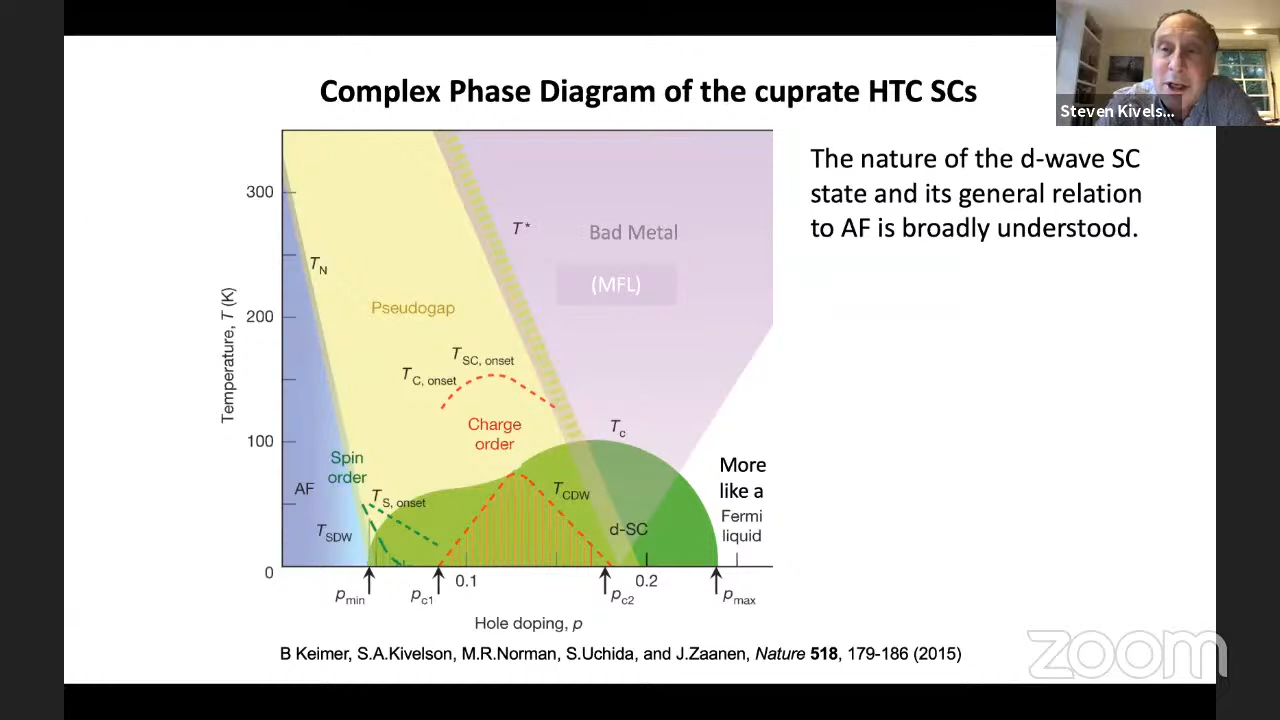 Complex Phase Diagram of the cuprate HTC SCs
Steven Kivels...
The nature of the d-wave SC
state and its general relation
to AF is broadly understood.
300
200
100
0
Temperature, T (K)
T_N
T*
Bad Metal
(MFL)
Pseudogap
T_SC, onset
T_C, onset
Charge
order
T_c
Spin
order
AF
T_S, onset
T_SDW
T_CDW
d-SC
More
like a
Fermi
liquid
0.1
0.2
p_min
p_c1
p_c2
p_max
Hole doping, p
B Keimer, S.A.Kivelson, M.R.Norman, S.Uchida, and J.Zaanen, Nature 518, 179-186 (2015)
zoom